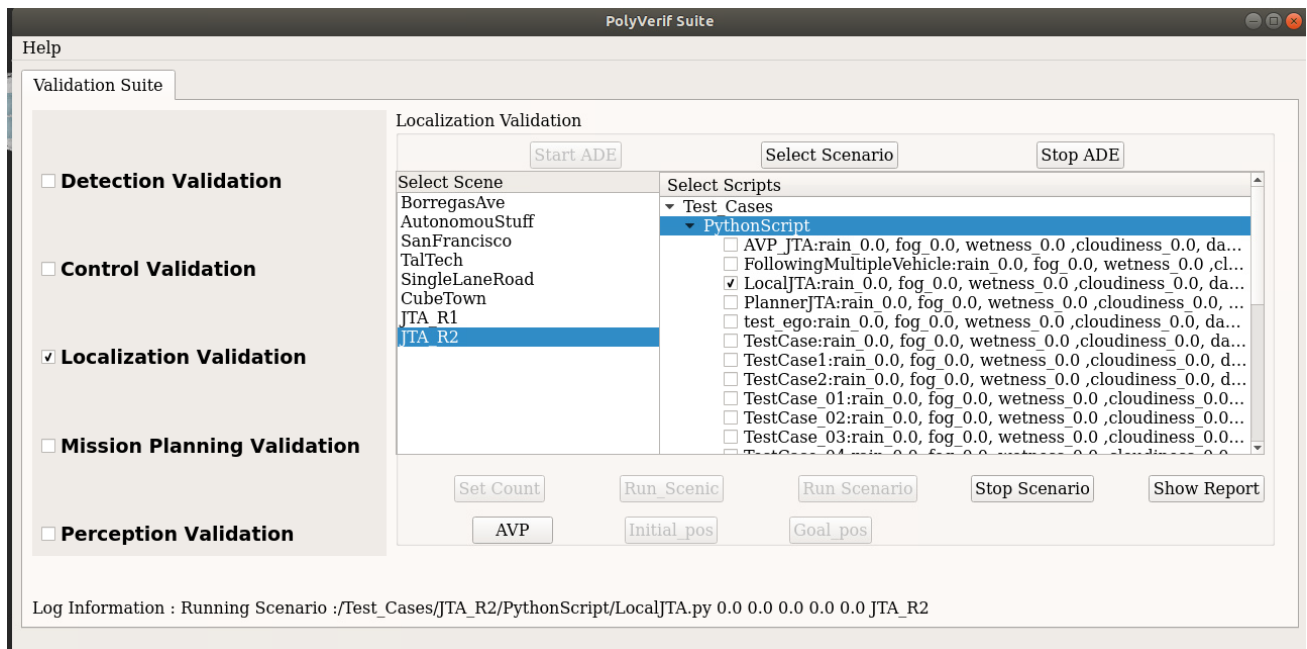 PolyVerif Suite
Help
Validation Suite
Detection Validation
Control Validation
Localization Validation
Mission Planning Validation
Perception Validation
Localization Validation
Start ADE
Select Scenario
Stop ADE
Select Scene
BorregasAve
AutonomouStuff
SanFrancisco
TalTech
SingleLaneRoad
CubeTown
JTA_R1
JTA_R2
Select Scripts
Test_Cases
PythonScript
AVP_JTA:rain_0.0, fog_0.0, wetness_0.0 ,cloudiness_0.0, da...
FollowingMultipleVehicle:rain_0.0, fog_0.0, wetness_0.0 ,cl...
LocalJTA:rain_0.0, fog_0.0, wetness_0.0 ,cloudiness_0.0, da...
PlannerJTA:rain_0.0, fog_0.0, wetness_0.0 ,cloudiness_0.0, ...
test_ego:rain_0.0, fog_0.0, wetness_0.0 ,cloudiness_0.0, da...
TestCase:rain_0.0, fog_0.0, wetness_0.0 ,cloudiness_0.0, da...
TestCase1:rain_0.0, fog_0.0, wetness_0.0 ,cloudiness_0.0, d...
TestCase2:rain_0.0, fog_0.0, wetness_0.0 ,cloudiness_0.0, d...
TestCase_01:rain_0.0, fog_0.0, wetness_0.0 ,cloudiness_0.0...
TestCase_02:rain_0.0, fog_0.0, wetness_0.0 ,cloudiness_0.0...
TestCase_03:rain_0.0, fog_0.0, wetness_0.0 ,cloudiness_0.0...
Set Count
Run_Scenic
Run Scenario
Stop Scenario
Show Report
AVP
Initial_pos
Goal_pos
Log Information : Running Scenario :/Test_Cases/JTA_R2/PythonScript/LocalJTA.py 0.0 0.0 0.0 0.0 0.0 JTA_R2